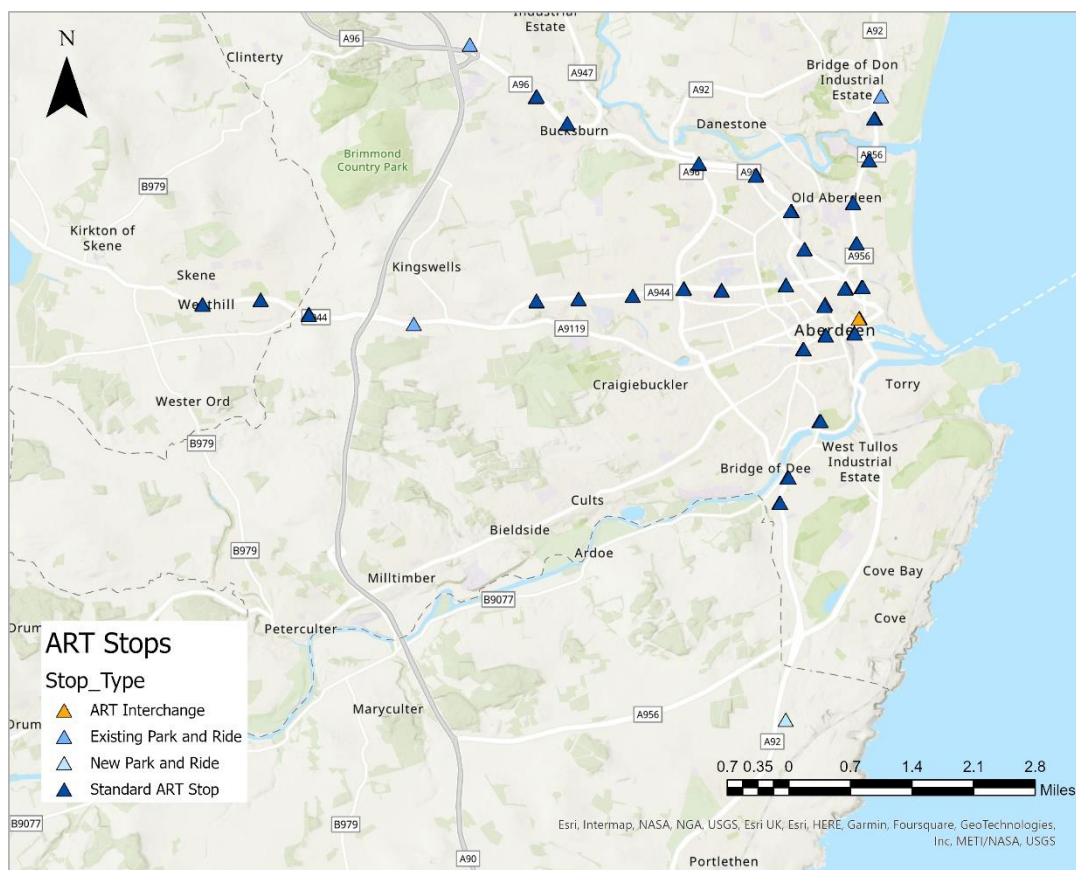 Industrial
Estate
A92
N
A96
Clinterty
A947
Bridge of Don
Industrial
Estate
A96
A92
Bucksburn
Danestone
Brimmond
Country Park
A956
A96
B979
Old Aberdeen
Kirkton of
Skene
A956
Skene
Kingswells
A944
A9119
Aberdeen
Craigiebuckler
Torry
Wester Ord
B979
West Tullos
Industrial
Estate
Bridge of Dee
Cults
Bieldside
Ardoe
B979
Milltimber
Cove Bay
B9077
Cove
Peterculter
ART Stops
Stop_Type
ART Interchange
Existing Park and Ride
New Park and Ride
Standard ART Stop
Maryculter
A956
A92
0.7 0.35 0 0.7 1.4 2.1 2.8
Miles
B9077
B979
A90
Portlethen
Esri, Intermap, NASA, NGA, USGS, Esri UK, Esri, HERE, Garmin, Foursquare, GeoTechnologies,
Inc, METI/NASA, USGS